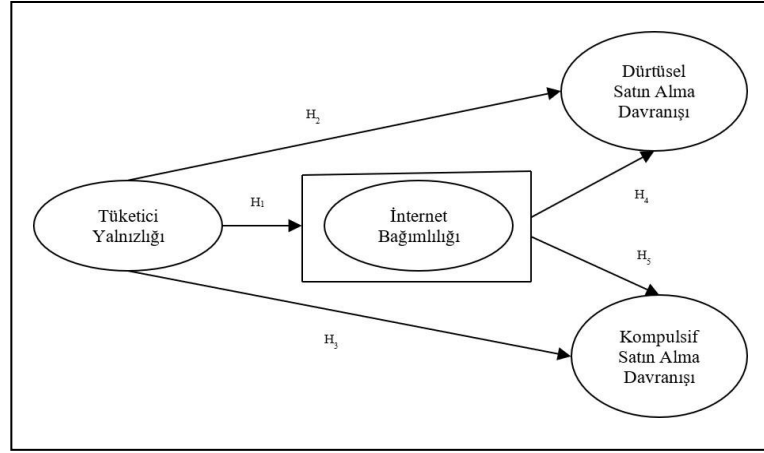 Dürtüsel
Satın Alma
Davranışı
H2
H4
Tüketici
Yalnızlığı
H1
İnternet
Bağımlılığı
H5
H3
Kompulsif
Satın Alma
Davranışı